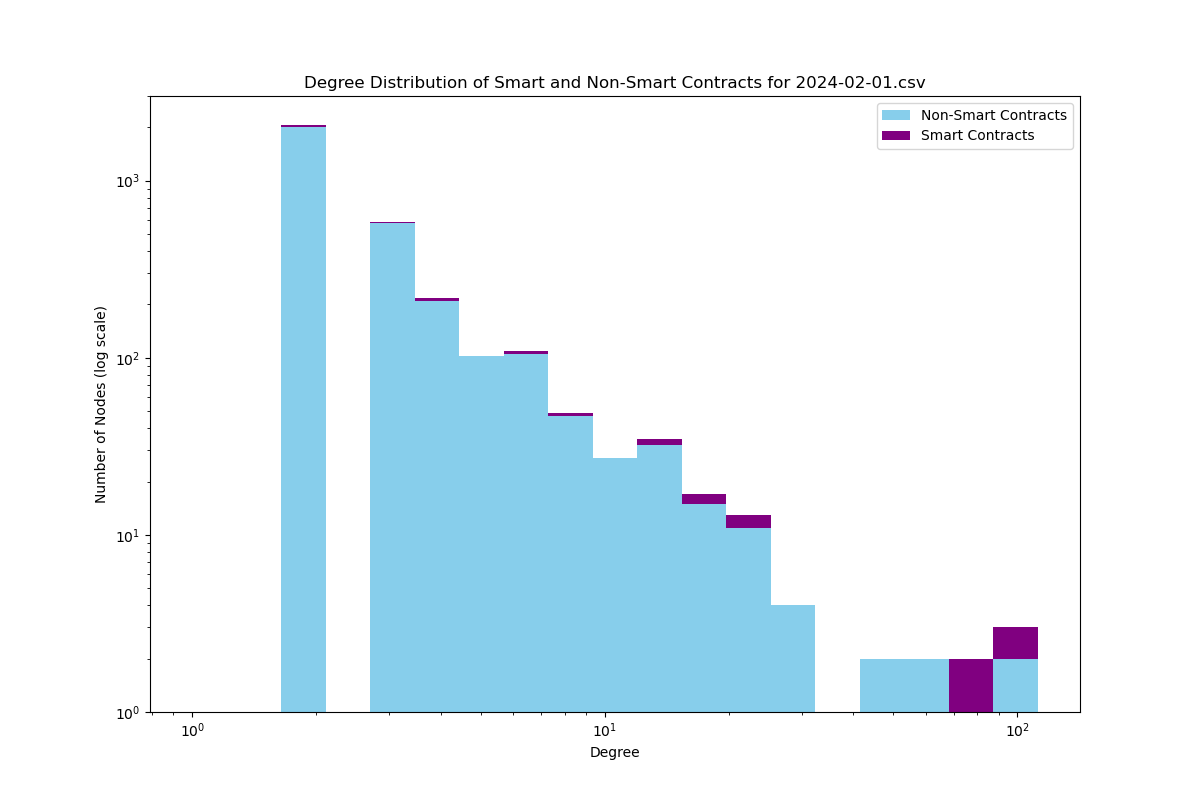 Degree Distribution of Smart and Non-Smart Contracts for 2024-02-01.csv
Non-Smart Contracts
Smart Contracts
Number of Nodes (log scale)
10³
10²
10¹
10⁰
10⁰ 10¹ 10²
Degree